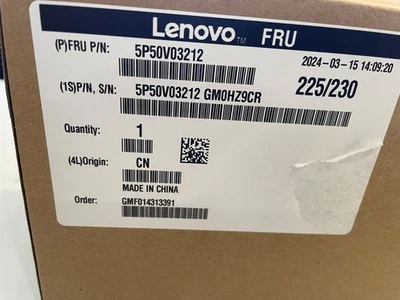 Lenovo™ FRU
(P)FRU P/N: 5P50V03212
2024-03-15 14:09:20
(1S)P/N, S/N: 5P50V03212 GM0HZ9CR
225/230
Quantity: 1
(4L)Origin: CN
MADE IN CHINA
Order: GMF014313391